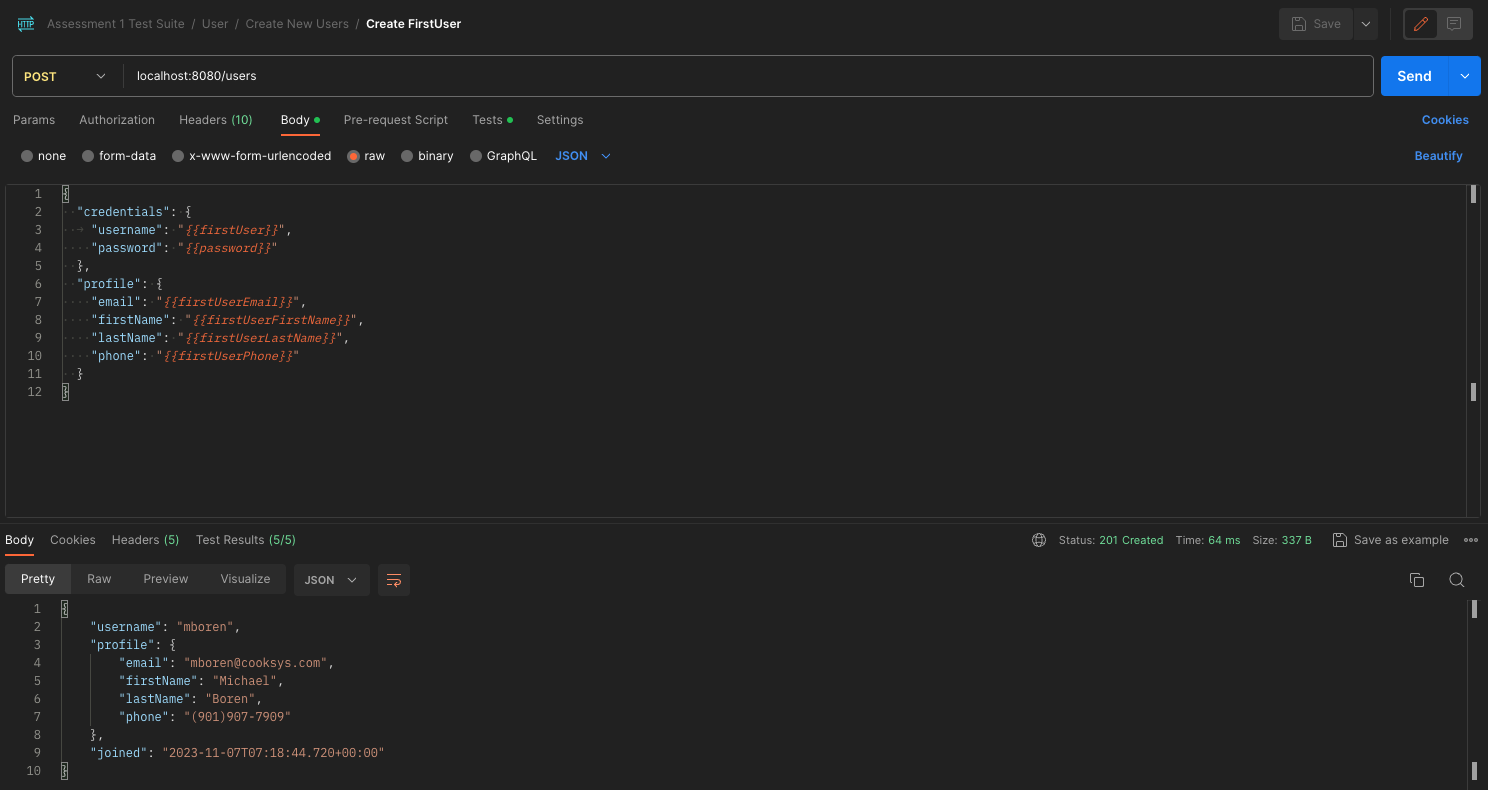 HTTP Assessment 1 Test Suite / User / Create New Users / Create FirstUser Save
POST localhost:8080/users Send
Params Authorization Headers (10) Body Pre-request Script Tests Settings Cookies
none form-data x-www-form-urlencoded raw binary GraphQL JSON Beautify
1 {
2 "credentials": {
3 "username": "{{firstUser}}",
4 "password": "{{password}}"
5 },
6 "profile": {
7 "email": "{{firstUserEmail}}",
8 "firstName": "{{firstUserFirstName}}",
9 "lastName": "{{firstUserLastName}}",
10 "phone": "{{firstUserPhone}}"
11 }
12 }
Body Cookies Headers (5) Test Results (5/5) Status: 201 Created Time: 64 ms Size: 337 B Save as example
Pretty Raw Preview Visualize JSON
1 {
2 "username": "mboren",
3 "profile": {
4 "email": "mboren@cooksys.com",
5 "firstName": "Michael",
6 "lastName": "Boren",
7 "phone": "(901)907-7909"
8 },
9 "joined": "2023-11-07T07:18:44.720+00:00"
10 }